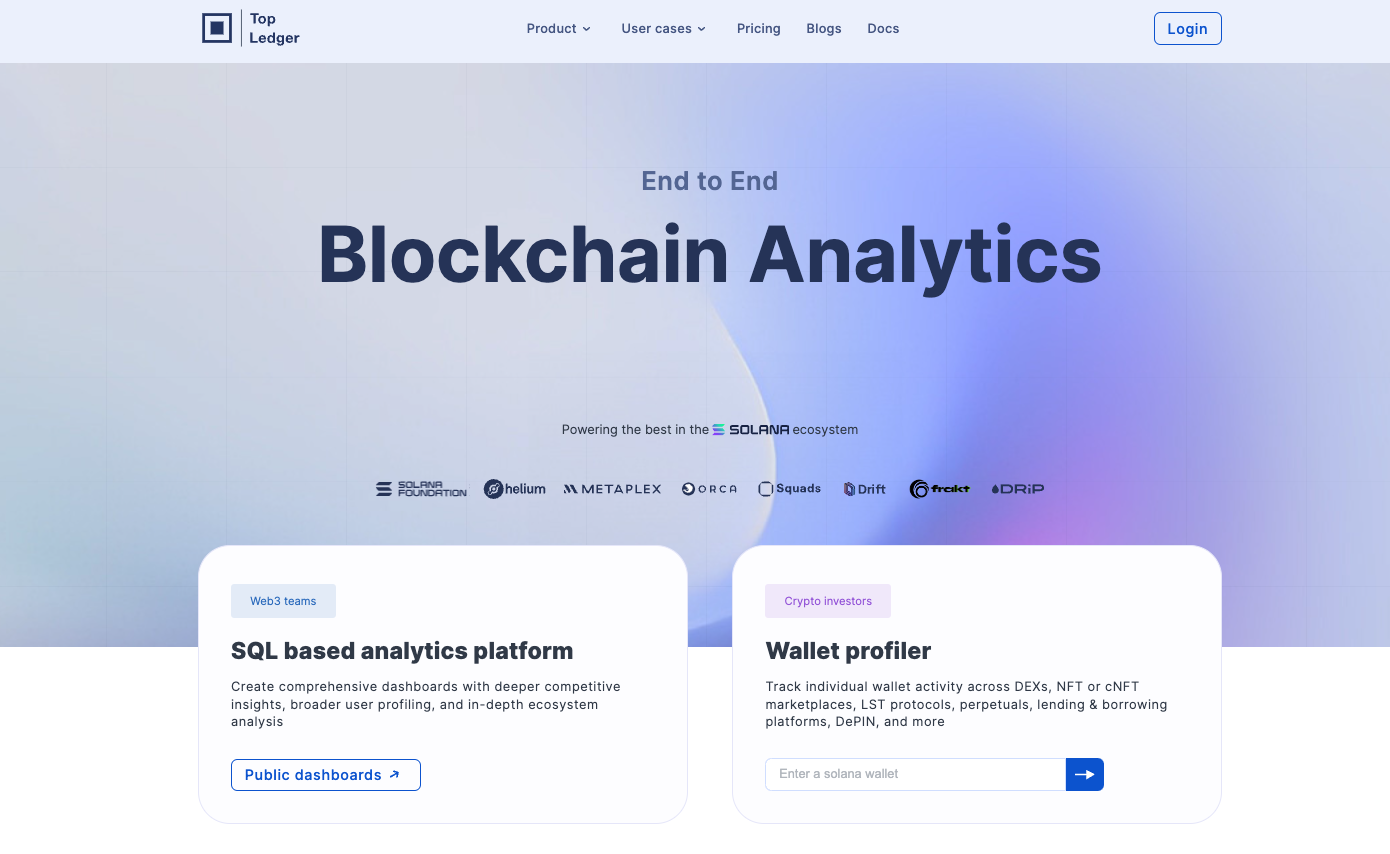 Top
Ledger
Product
User cases
Pricing
Blogs
Docs
Login
End to End
Blockchain Analytics
Powering the best in the SOLANA ecosystem
SOLANA
FOUNDATION
helium
METAPLEX
ORCA
Squads
Drift
frakt
DRiP
Web3 teams
SQL based analytics platform
Create comprehensive dashboards with deeper competitive
insights, broader user profiling, and in-depth ecosystem
analysis
Public dashboards
Crypto investors
Wallet profiler
Track individual wallet activity across DEXs, NFT or cNFT
marketplaces, LST protocols, perpetuals, lending & borrowing
platforms, DePIN, and more
Enter a solana wallet